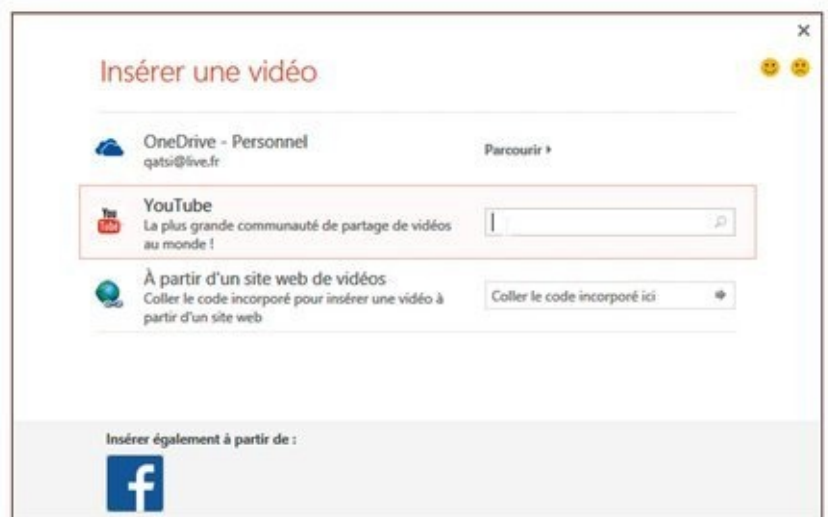 Insérer une vidéo
OneDrive - Personnel
qatsi@live.fr
Parcourir
You
Tube
YouTube
La plus grande communauté de partage de vidéos
au monde !
À partir d'un site web de vidéos
Coller le code incorporé pour insérer une vidéo à
partir d'un site web
Coller le code incorporé ici
Insérer également à partir de :
f